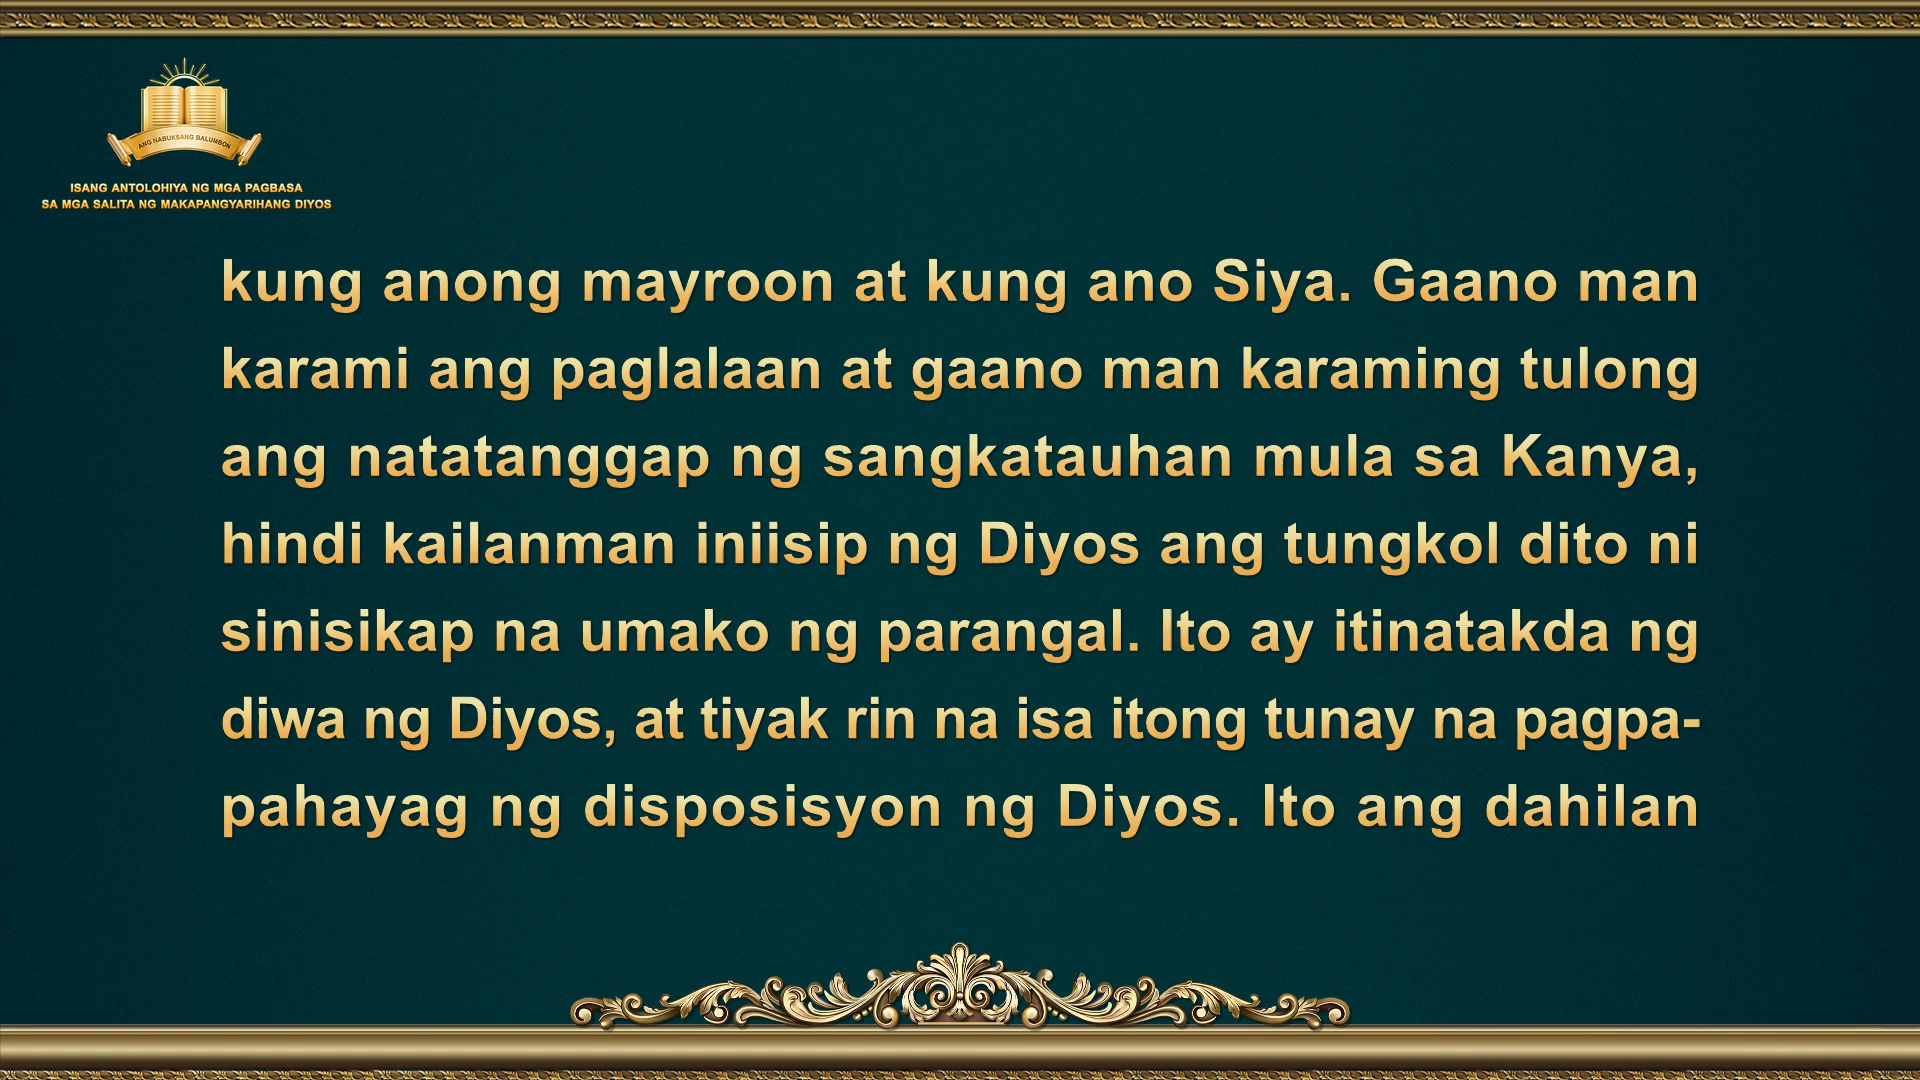 ANG NABUKSANG BALUMBON
ISANG ANTOLOHIYA NG MGA PAGBASA
SA MGA SALITA NG MAKAPANGYARIHANG DIYOS
kung anong mayroon at kung ano Siya. Gaano man
karami ang paglalaan at gaano man karaming tulong
ang natatanggap ng sangkatauhan mula sa Kanya,
hindi kailanman iniisip ng Diyos ang tungkol dito ni
sinisikap na umako ng parangal. Ito ay itinatakda ng
diwa ng Diyos, at tiyak rin na isa itong tunay na pagpa-
pahayag ng disposisyon ng Diyos. Ito ang dahilan